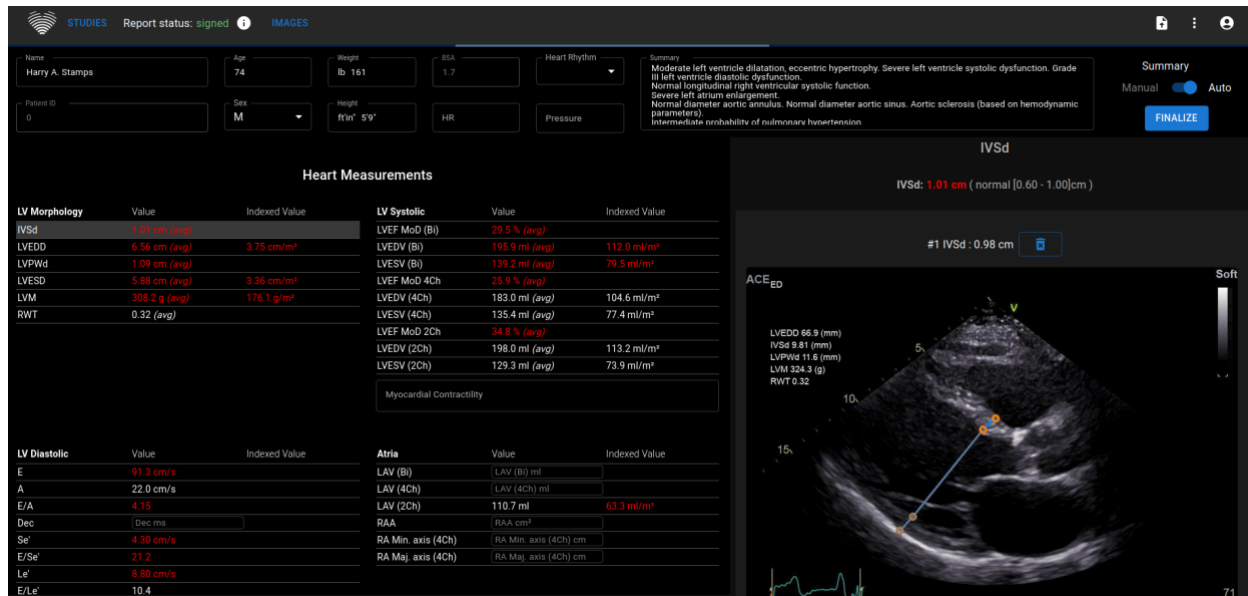 STUDIES Report status: signed i IMAGES
Name
Harry A. Stamps
Age
74
Weight
lb 161
BSA
1.7
Heart Rhythm
Patient ID
0
Sex
M
Height
ft'in" 5'9"
HR
Pressure
Summary
Moderate left ventricle dilatation, eccentric hypertrophy. Severe left ventricle systolic dysfunction. Grade
III left ventricle diastolic dysfunction.
Normal longitudinal right ventricular systolic function.
Severe left atrium enlargement.
Normal diameter aortic annulus. Normal diameter aortic sinus. Aortic sclerosis (based on hemodynamic
parameters).
Intermediate probability of pulmonary hypertension.
Summary
Manual Auto
FINALIZE
Heart Measurements
LV Morphology Value Indexed Value
IVSd 1.01 cm (avg)
LVEDD 6.56 cm (avg) 3.75 cm/m²
LVPWd 1.09 cm (avg)
LVESD 5.88 cm (avg) 3.36 cm/m²
LVM 308.2 g (avg) 176.1 g/m²
RWT 0.32 (avg)
LV Systolic Value Indexed Value
LVEF MoD (Bi) 29.5 % (avg)
LVEDV (Bi) 195.9 ml (avg) 112.0 ml/m²
LVESV (Bi) 139.2 ml (avg) 79.5 ml/m²
LVEF MoD 4Ch 25.9 % (avg)
LVEDV (4Ch) 183.0 ml (avg) 104.6 ml/m²
LVESV (4Ch) 135.4 ml (avg) 77.4 ml/m²
LVEF MoD 2Ch 34.8 % (avg)
LVEDV (2Ch) 198.0 ml (avg) 113.2 ml/m²
LVESV (2Ch) 129.3 ml (avg) 73.9 ml/m²
Myocardial Contractility
LV Diastolic Value Indexed Value
E 91.3 cm/s
A 22.0 cm/s
E/A 4.15
Dec Dec ms
Se' 4.30 cm/s
E/Se' 21.2
Le' 8.80 cm/s
E/Le' 10.4
Atria Value Indexed Value
LAV (Bi) LAV (Bi) ml
LAV (4Ch) LAV (4Ch) ml
LAV (2Ch) 110.7 ml 63.3 ml/m²
RAA RAA cm²
RA Min. axis (4Ch) RA Min. axis (4Ch) cm
RA Maj. axis (4Ch) RA Maj. axis (4Ch) cm
IVSd
IVSd: 1.01 cm ( normal [0.60 - 1.00]cm )
#1 IVSd : 0.98 cm
ACE ED
Soft
V
LVEDD 66.9 (mm)
IVSd 9.81 (mm)
LVPWd 11.6 (mm)
LVM 324.3 (g)
RWT 0.32
5
10
15
71